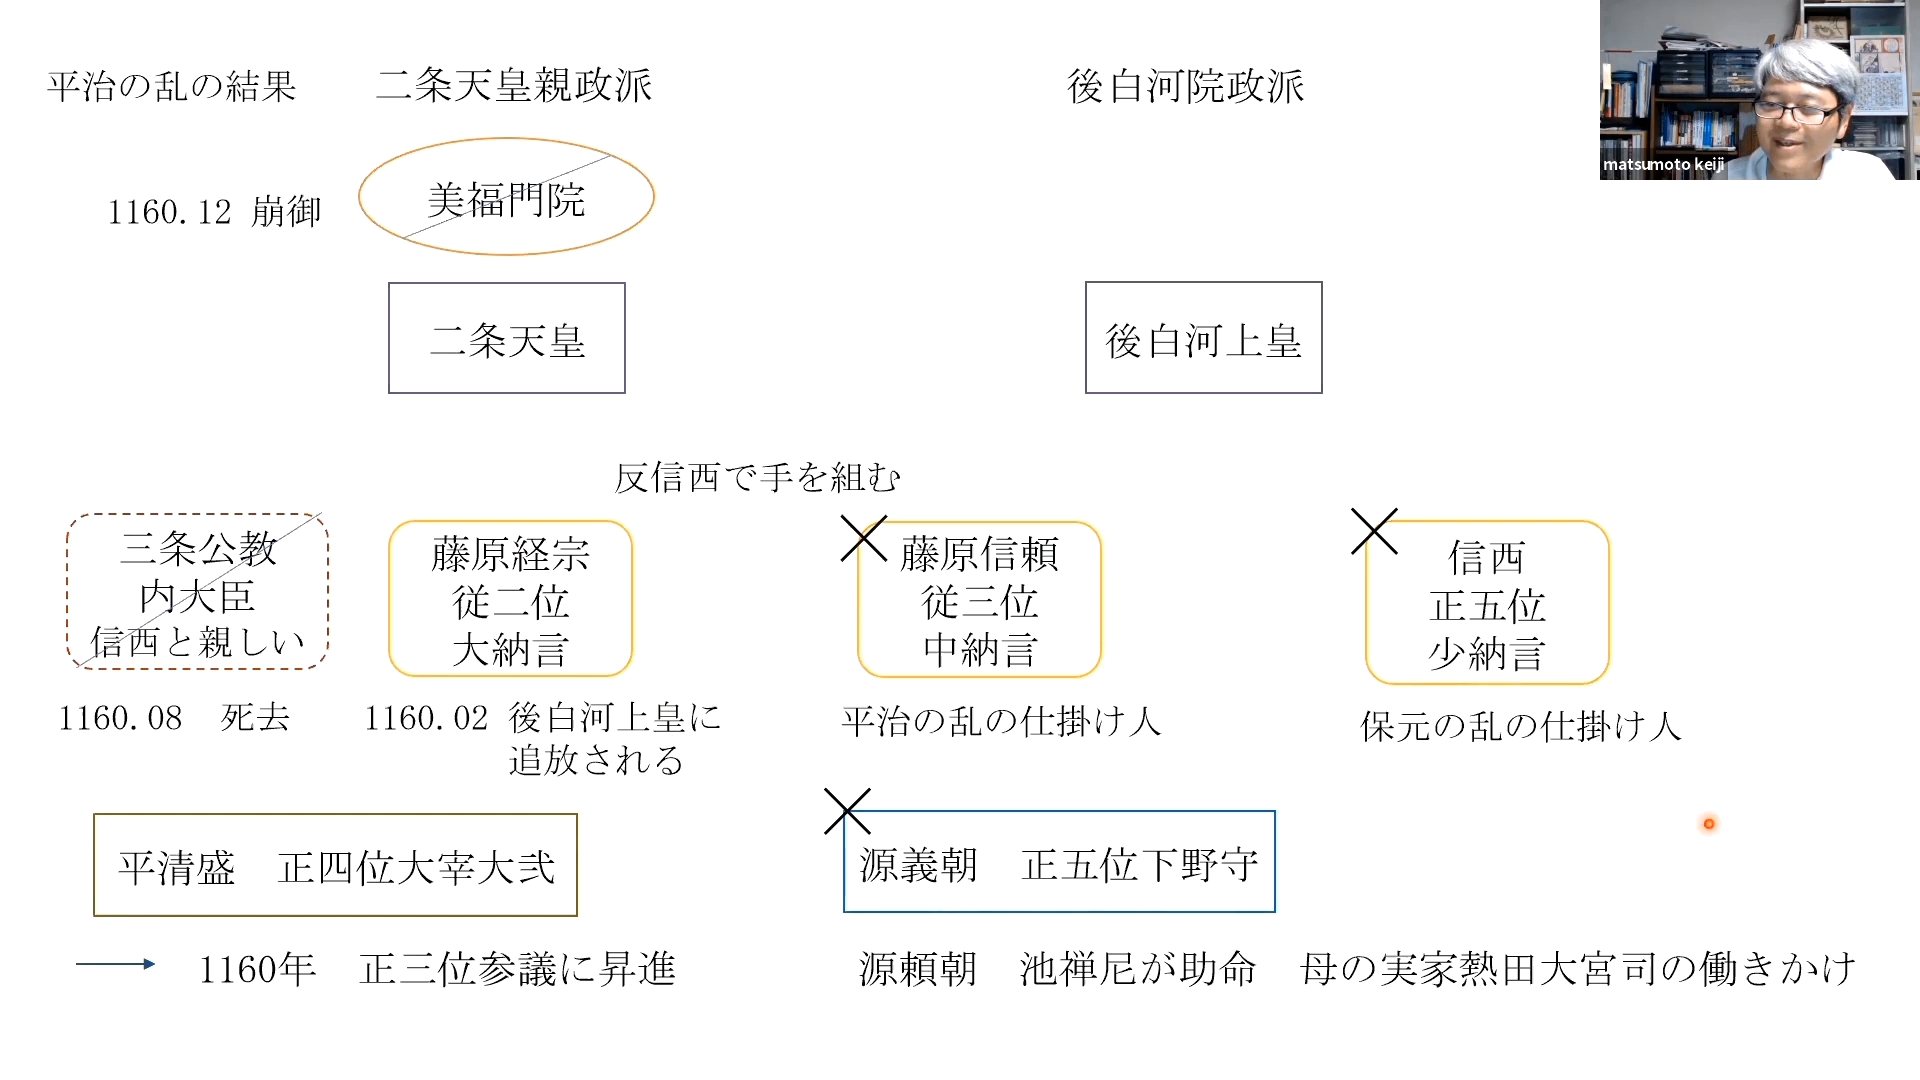 平治の乱の結果
二条天皇親政派
後白河院政派
matsumoto keiji
1160.12 崩御
美福門院
二条天皇
後白河上皇
反信西で手を組む
三条公教
内大臣
信西と親しい
藤原経宗
従二位
大納言
藤原信頼
従三位
中納言
信西
正五位
少納言
1160.08　死去
1160.02 後白河上皇に
追放される
平治の乱の仕掛け人
保元の乱の仕掛け人
平清盛　正四位大宰大弐
源義朝　正五位下野守
1160年　正三位参議に昇進
源頼朝　池禅尼が助命　母の実家熱田大宮司の働きかけ